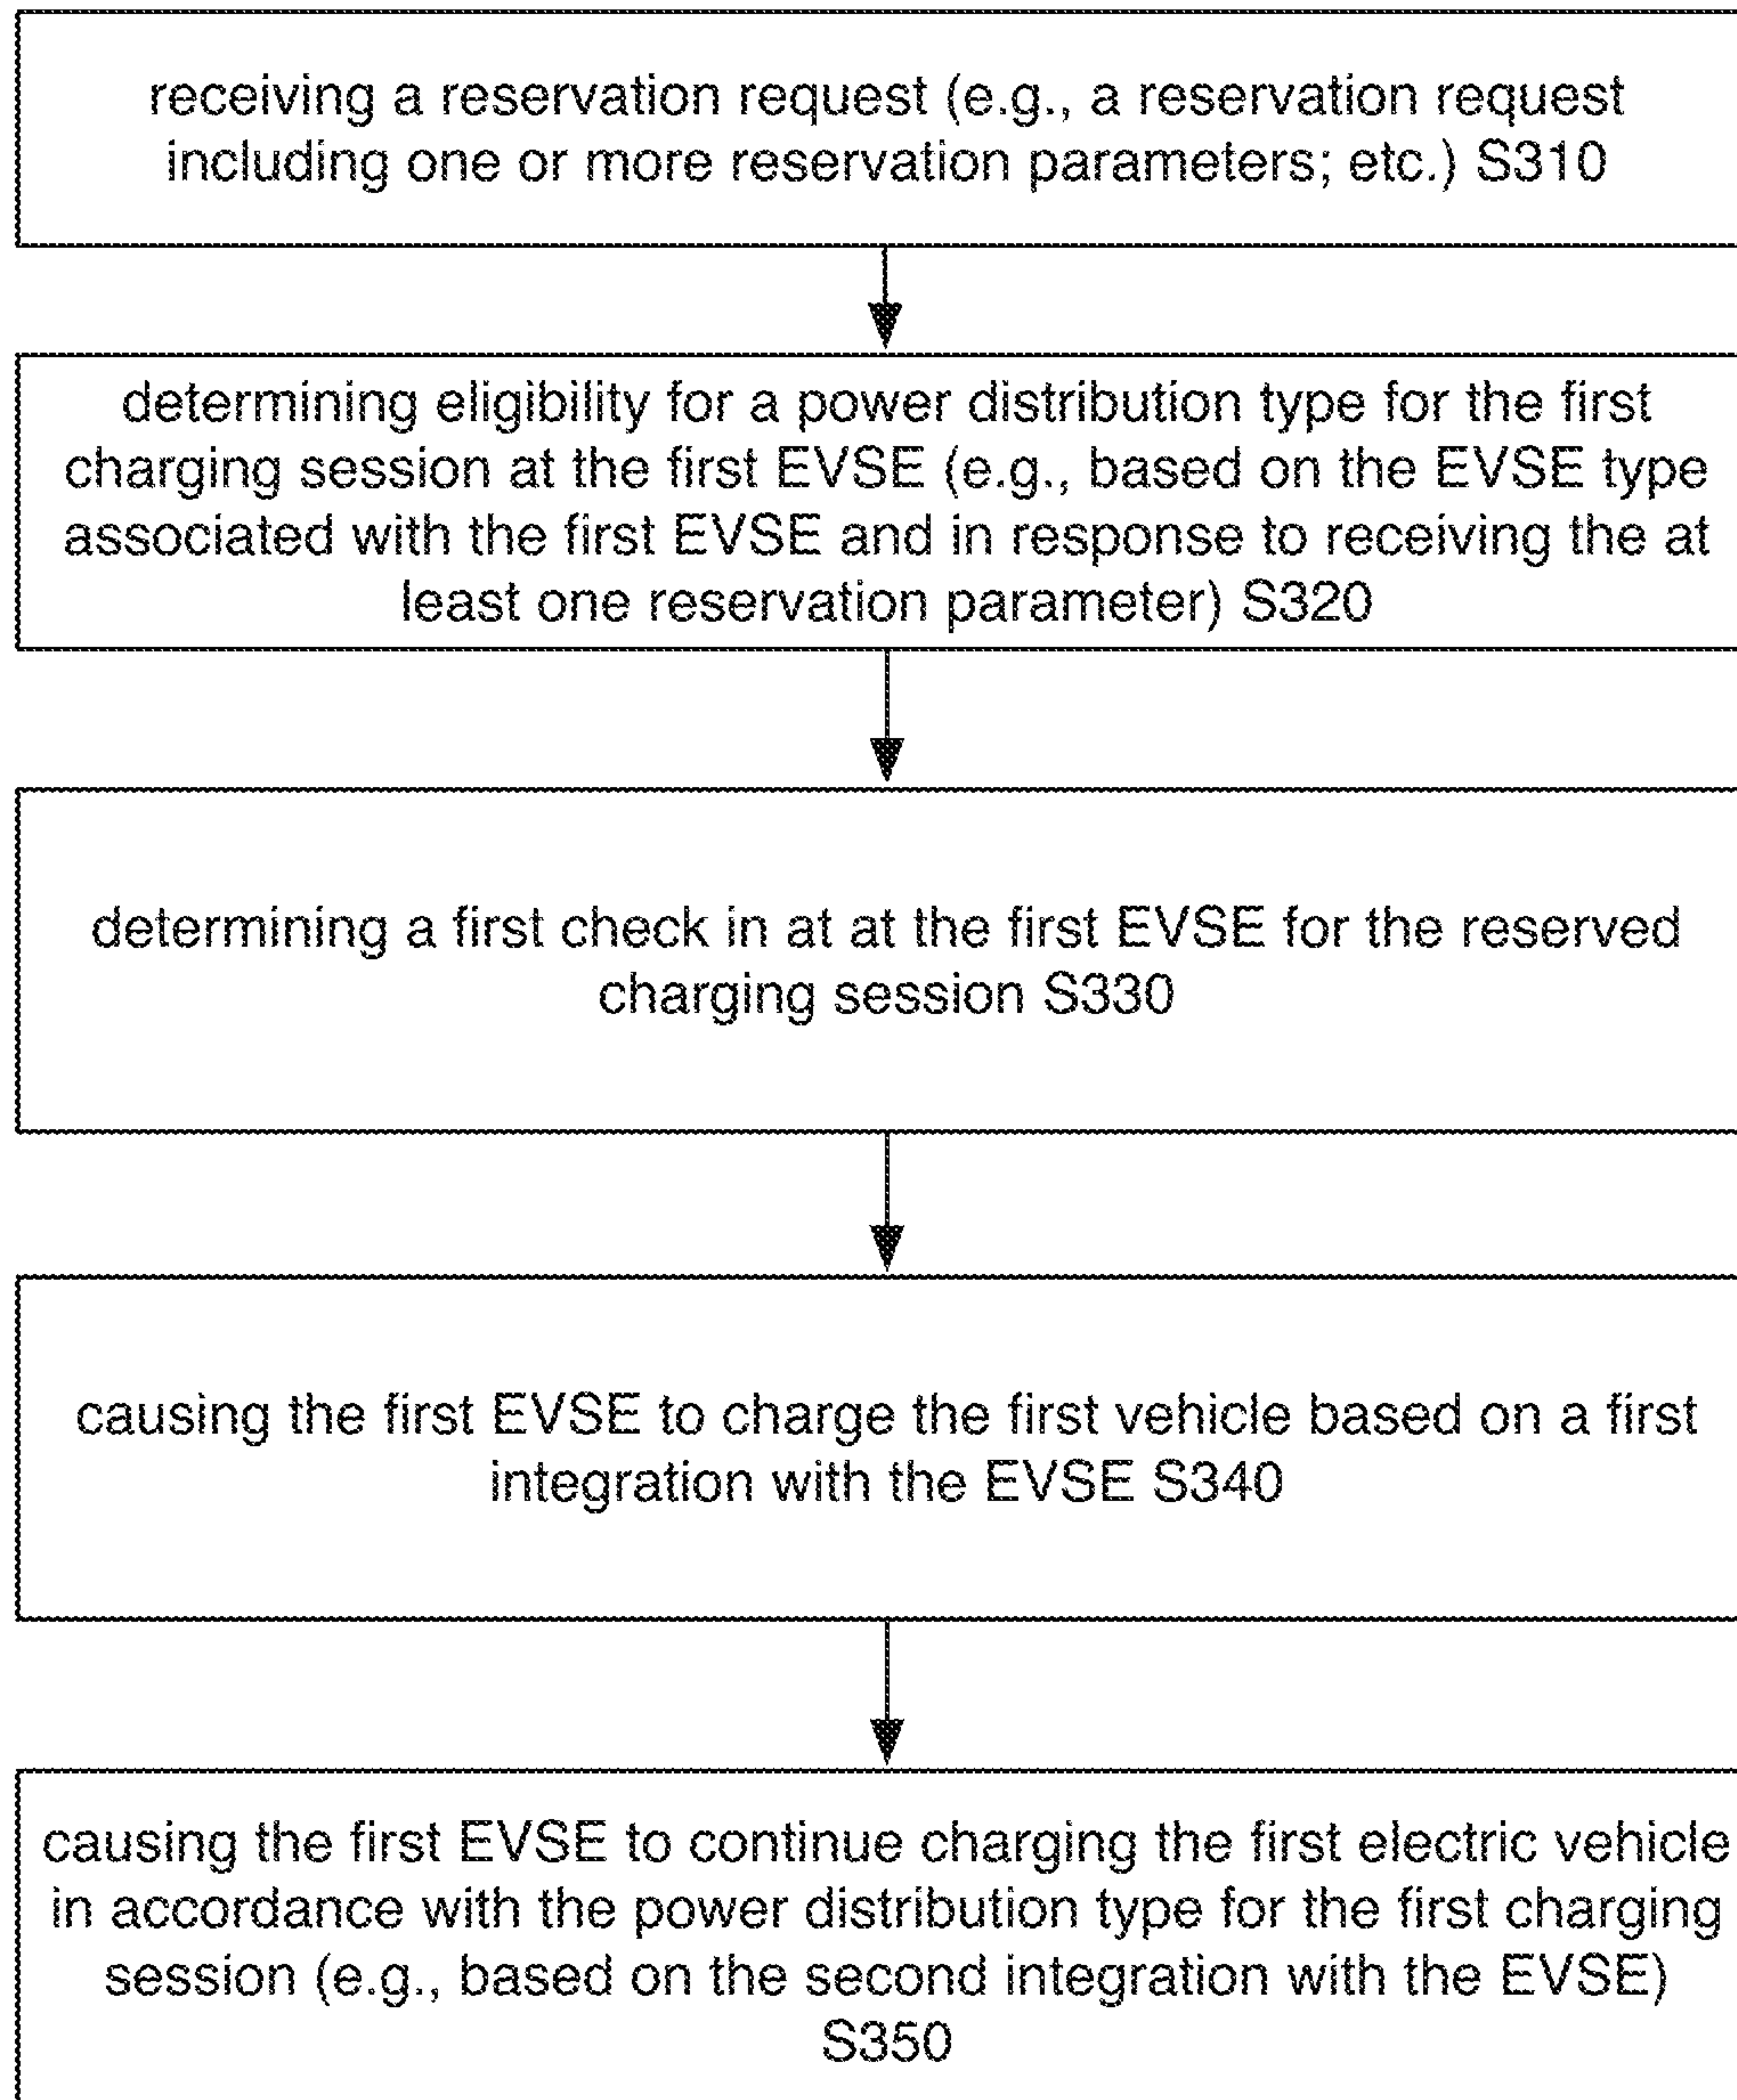 receiving a reservation request (e.g., a reservation request
including one or more reservation parameters; etc.) S310
determining eligibility for a power distribution type for the first
charging session at the first EVSE (e.g., based on the EVSE type
associated with the first EVSE and in response to receiving the at
least one reservation parameter) S320
determining a first check in at at the first EVSE for the reserved
charging session S330
causing the first EVSE to charge the first vehicle based on a first
integration with the EVSE S340
causing the first EVSE to continue charging the first electric vehicle
in accordance with the power distribution type for the first charging
session (e.g., based on the second integration with the EVSE)
S350